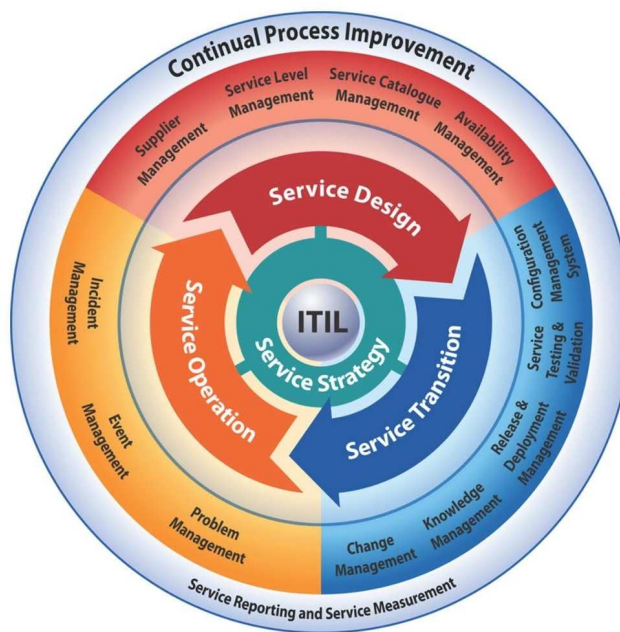 Continual Process Improvement
Supplier
Management
Service Level
Management
Service Catalogue
Management
Availability
Management
Configuration
Management
System
Service
Testing &
Validation
Release &
Deployment
Management
Knowledge
Management
Change
Management
Problem
Management
Event
Management
Incident
Management
Service Design
Service Transition
Service Operation
Service Strategy
ITIL
Service Reporting and Service Measurement